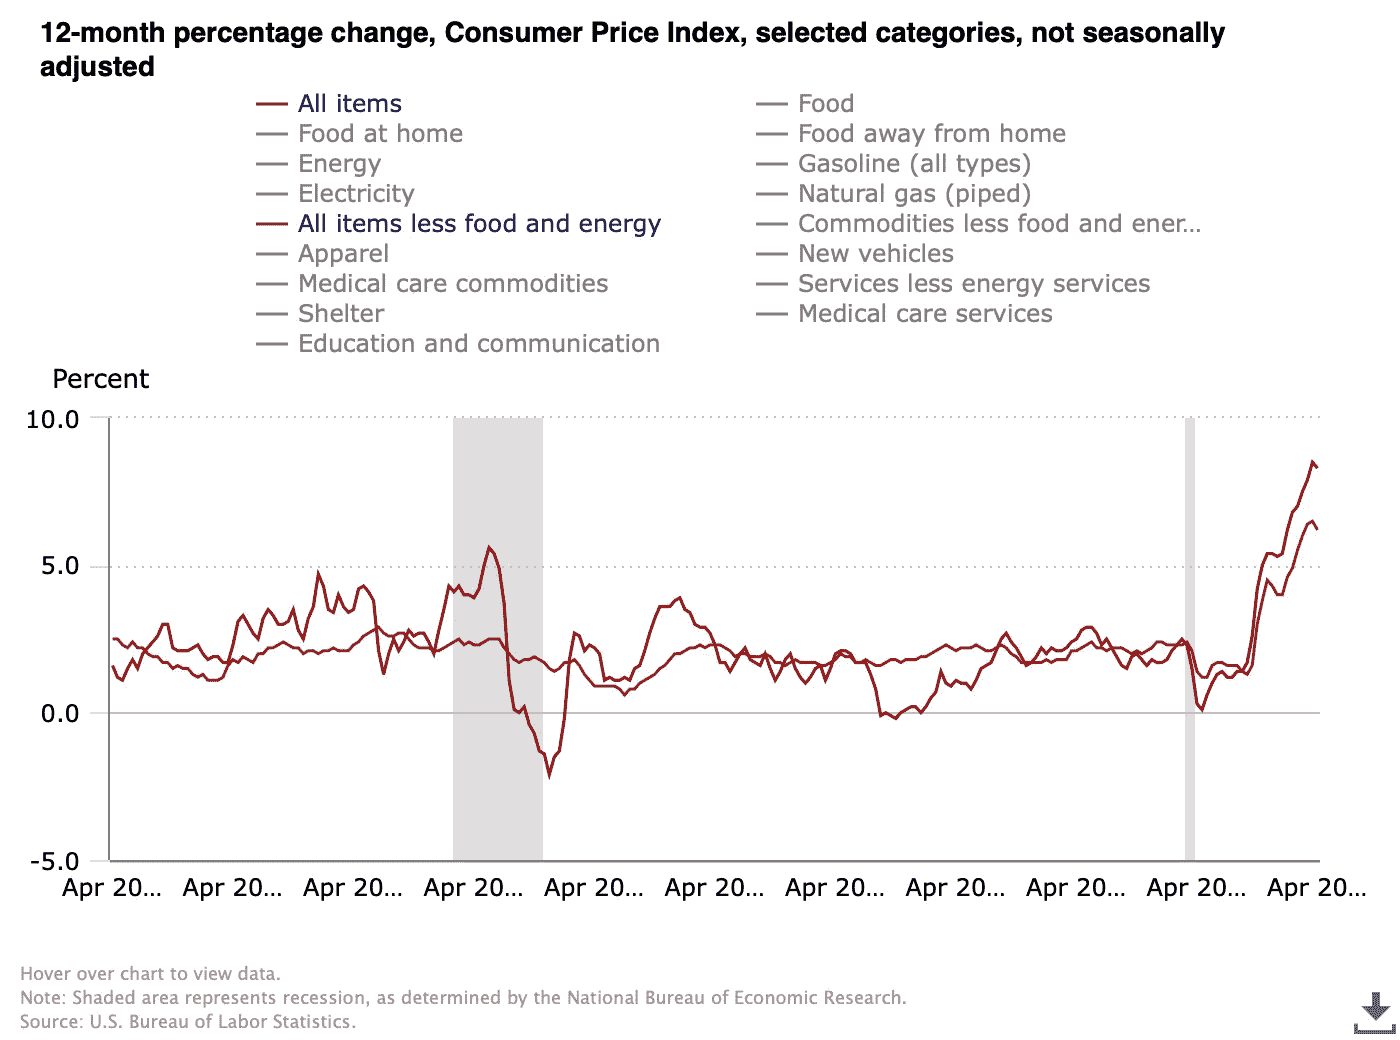 12-month percentage change, Consumer Price Index, selected categories, not seasonally
adjusted
All items
Food
Food at home
Food away from home
Energy
Gasoline (all types)
Electricity
Natural gas (piped)
All items less food and energy
Commodities less food and ener...
Apparel
New vehicles
Medical care commodities
Services less energy services
Shelter
Medical care services
Education and communication
Percent
10.0
5.0
0.0
-5.0
Apr 20... Apr 20... Apr 20... Apr 20... Apr 20... Apr 20... Apr 20... Apr 20... Apr 20... Apr 20... Apr 20...
Hover over chart to view data.
Note: Shaded area represents recession, as determined by the National Bureau of Economic Research.
Source: U.S. Bureau of Labor Statistics.